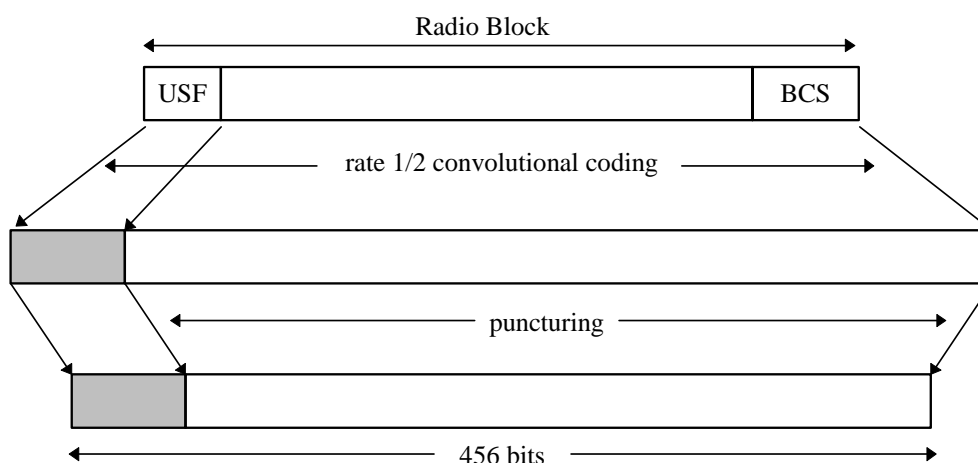 Radio Block
USF
BCS
rate 1/2 convolutional coding
puncturing
456 bits